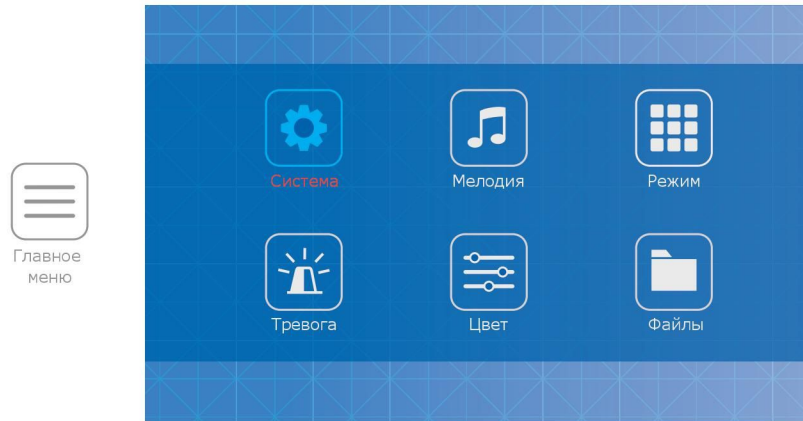 Главное
меню
Система
Мелодия
Режим
Тревога
Цвет
Файлы